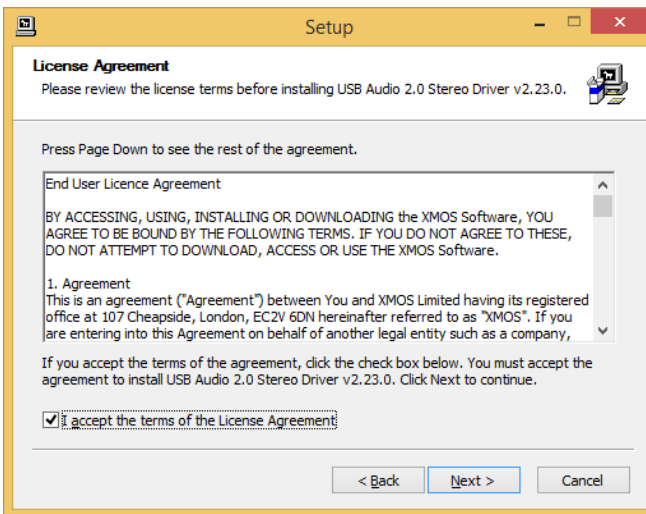 Setup
License Agreement
Please review the license terms before installing USB Audio 2.0 Stereo Driver v2.23.0.
Press Page Down to see the rest of the agreement.
End User Licence Agreement
BY ACCESSING, USING, INSTALLING OR DOWNLOADING the XMOS Software, YOU
AGREE TO BE BOUND BY THE FOLLOWING TERMS. IF YOU DO NOT AGREE TO THESE,
DO NOT ATTEMPT TO DOWNLOAD, ACCESS OR USE THE XMOS Software.
1. Agreement
This is an agreement ("Agreement") between You and XMOS Limited having its registered
office at 107 Cheapside, London, EC2V 6DN hereinafter referred to as "XMOS". If you
are entering into this Agreement on behalf of another legal entity such as a company,
If you accept the terms of the agreement, click the check box below. You must accept the
agreement to install USB Audio 2.0 Stereo Driver v2.23.0. Click Next to continue.
I accept the terms of the License Agreement
< Back Next > Cancel